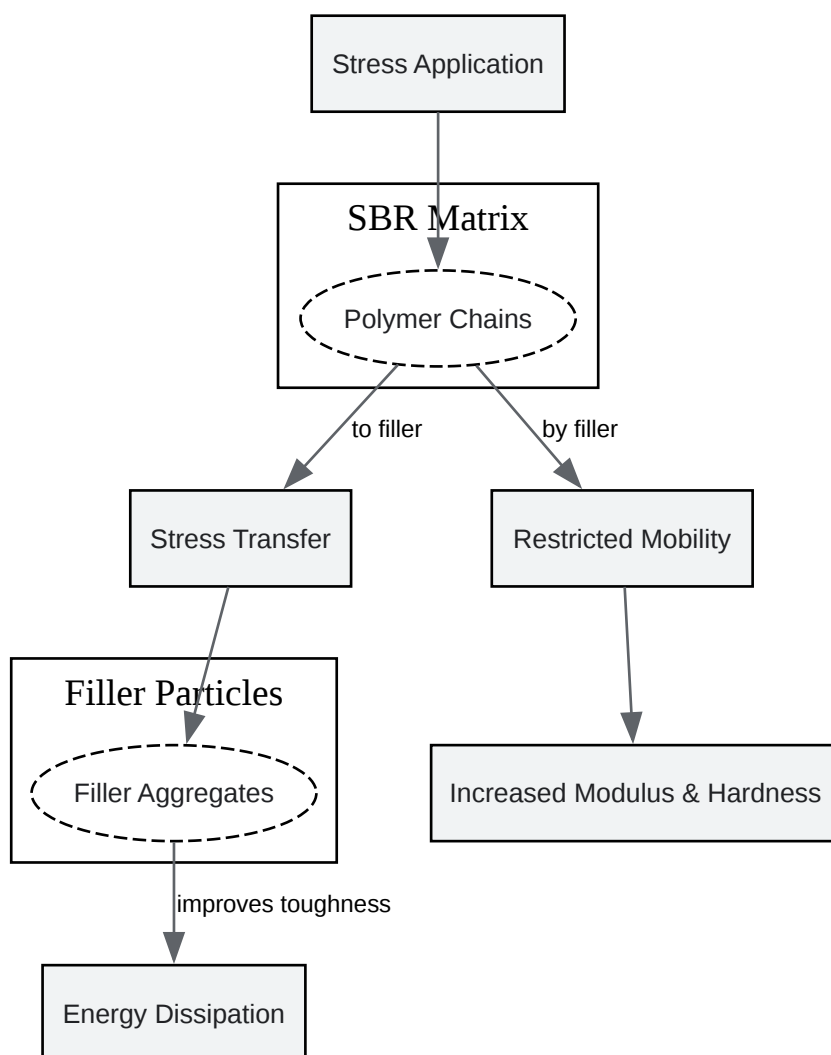 Stress Application
SBR Matrix
Polymer Chains
to filler
by filler
Stress Transfer
Restricted Mobility
Filler Particles
Filler Aggregates
Increased Modulus & Hardness
improves toughness
Energy Dissipation